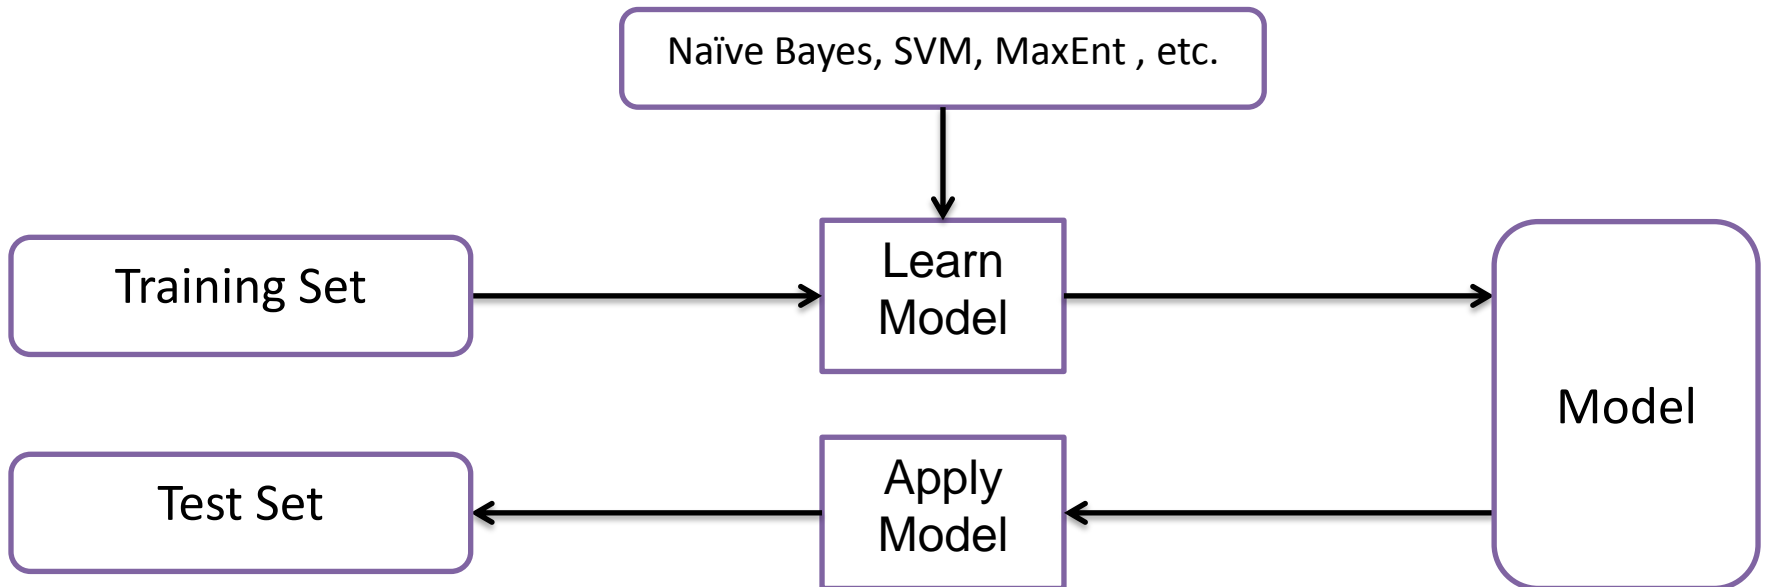 Naïve Bayes, SVM, MaxEnt , etc.
Training Set
Learn
Model
Model
Test Set
Apply
Model